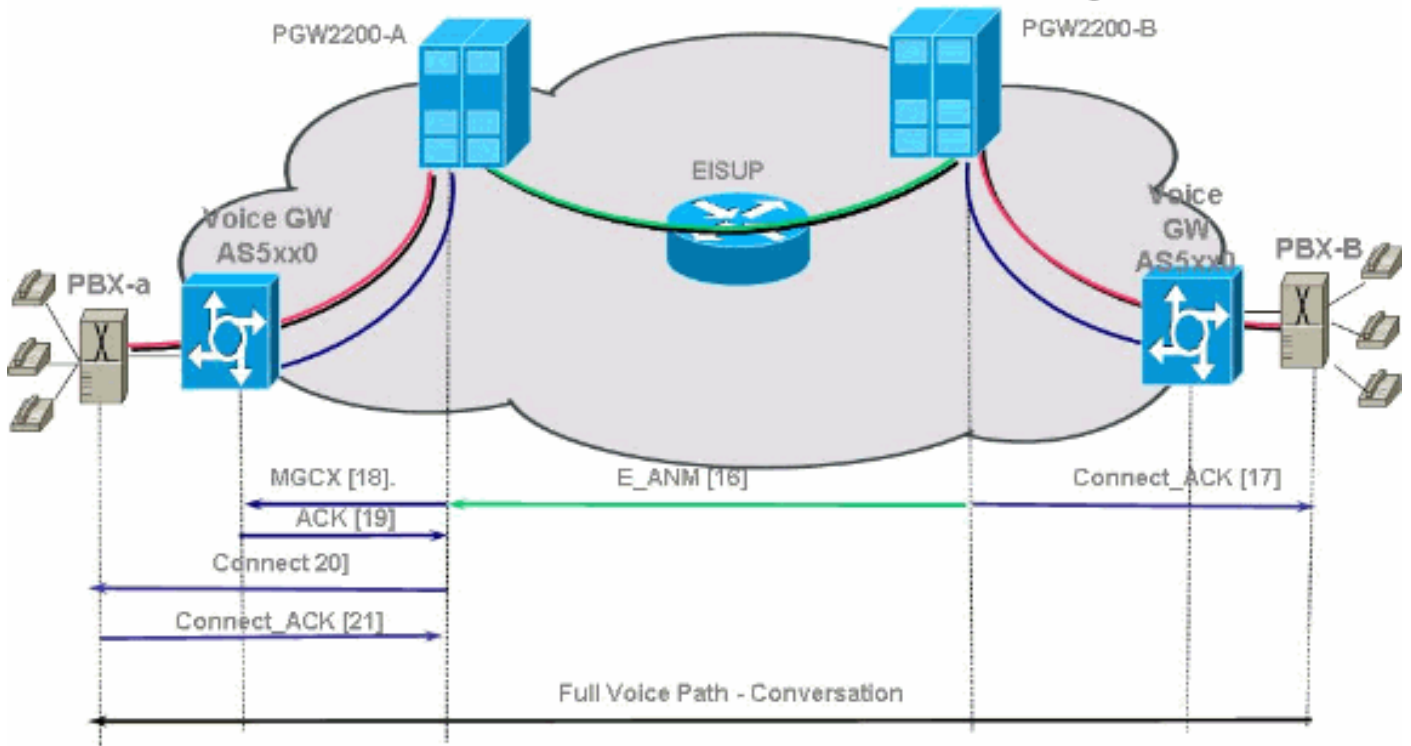 PGW2200-A
PGW2200-B
EISUP
Voice GW
AS5xx0
Voice
GW
AS5xx0
PBX-a
PBX-B
MGCX [18].
E_ANM [16]
Connect_ACK [17]
ACK [19]
Connect 20]
Connect_ACK [21]
Full Voice Path - Conversation